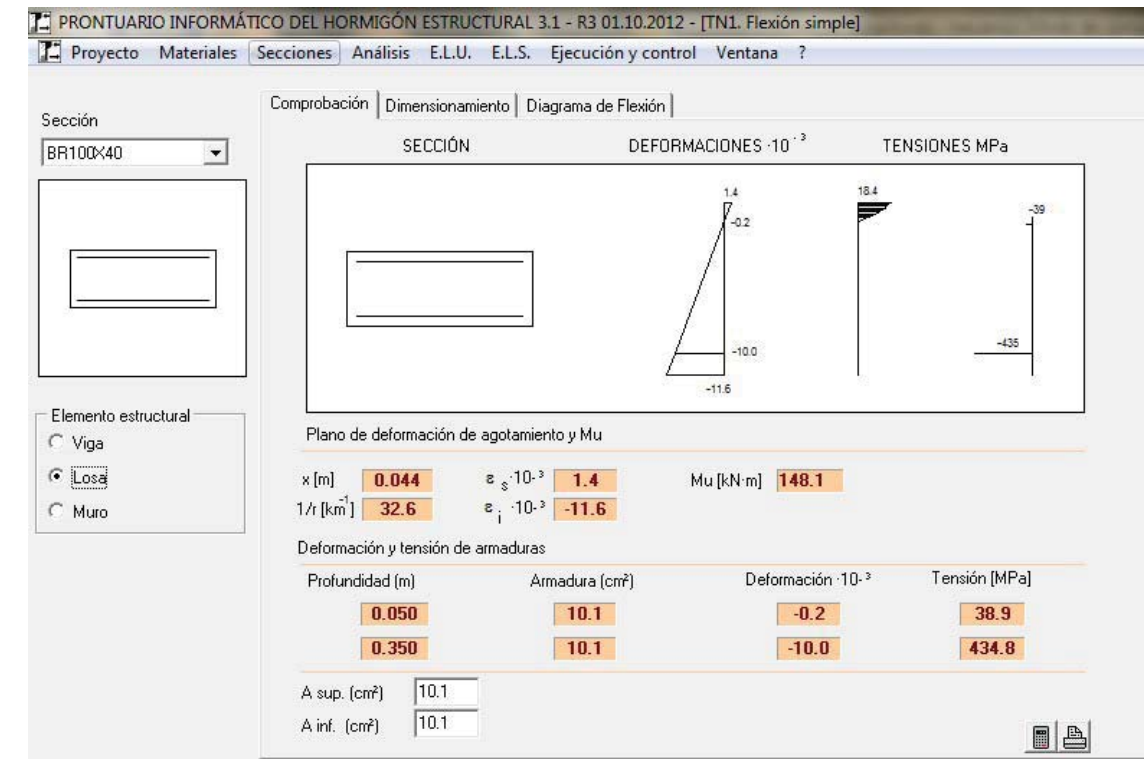 PRONTUARIO INFORMÁTICO DEL HORMIGÓN ESTRUCTURAL 3.1 - R3 01.10.2012 - [TN1. Flexión simple]
Proyecto Materiales Secciones Análisis E.L.U. E.L.S. Ejecución y control Ventana ?
Comprobación Dimensionamiento Diagrama de Flexión
Sección
BR100X40
SECCIÓN DEFORMACIONES ·10⁻³ TENSIONES MPa
1.4 18.4
-0.2 -39
-10.0 -435
-11.6
Elemento estructural
Viga
Losa
Muro
Plano de deformación de agotamiento y Mu
x [m] 0.044 ε s ·10-³ 1.4 Mu [kN·m] 148.1
1/r [km⁻¹] 32.6 ε i ·10-³ -11.6
Deformación y tensión de armaduras
Profundidad (m) Armadura (cm²) Deformación ·10-³ Tensión [MPa]
0.050 10.1 -0.2 38.9
0.350 10.1 -10.0 434.8
A sup. (cm²) 10.1
A inf. (cm²) 10.1